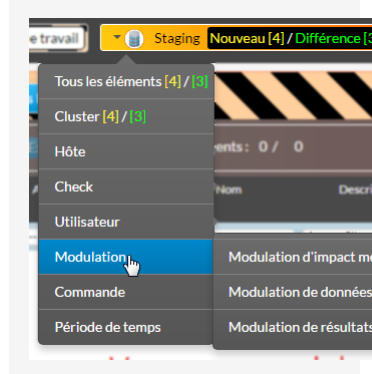 e travail Staging Nouveau [4] / Différence [3
Tous les éléments [4] / [3]
Cluster [4] / [3]
Hôte ents : 0 / 0
Check Nom Descri
Utilisateur
Modulation Modulation d'impact mé
Commande Modulation de données
Période de temps Modulation de résultats